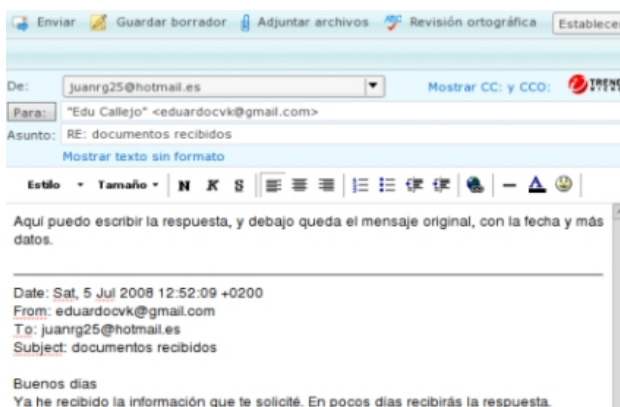 Enviar Guardar borrador Adjuntar archivos Revisión ortográfica Establecer
De: juanrg25@hotmail.es Mostrar CC: y CCO: TREND
Para: "Edu Callejo" <eduardocvk@gmail.com>
Asunto: RE: documentos recibidos
Mostrar texto sin formato
Estilo Tamaño N K S A
Aquí puedo escribir la respuesta, y debajo queda el mensaje original, con la fecha y más
datos.
Date: Sat, 5 Jul 2008 12:52:09 +0200
From: eduardocvk@gmail.com
To: juanrg25@hotmail.es
Subject: documentos recibidos
Buenos días
Ya he recibido la información que te solicité. En pocos días recibirás la respuesta.